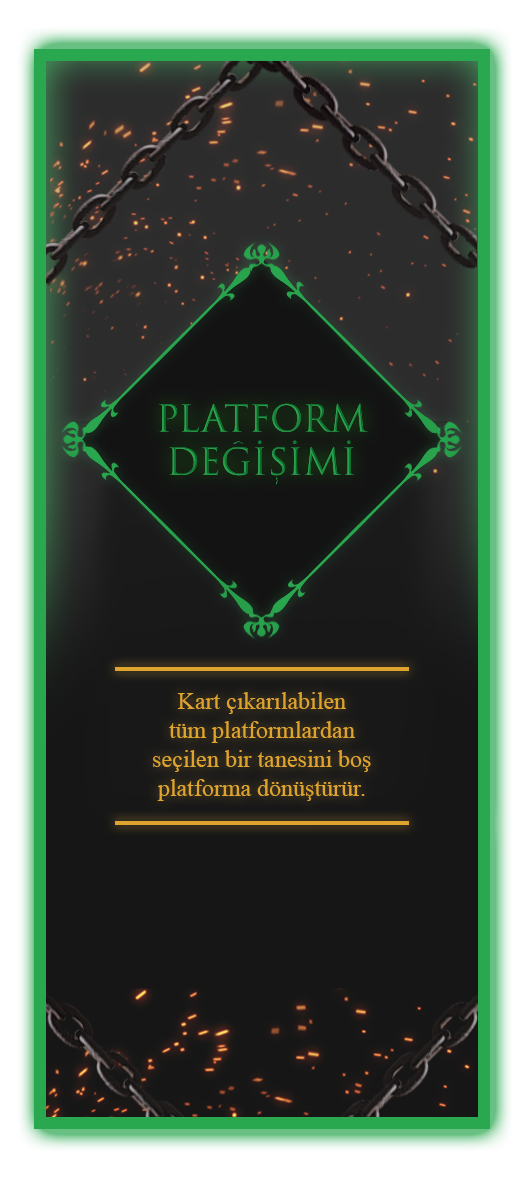 PLATFORM
DEĞİŞİMİ
Kart çıkarılabilen
tüm platformlardan
seçilen bir tanesini boş
platforma dönüştürür.